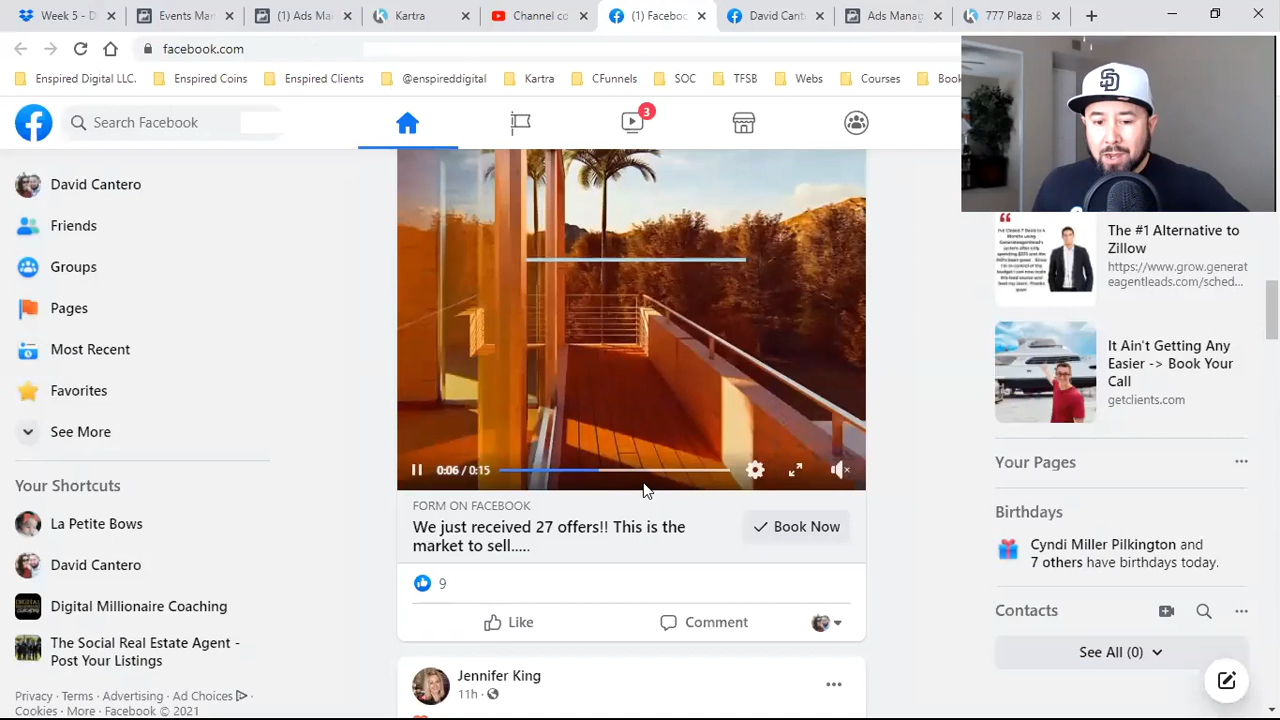 Week 5 - D
Events Man
(1) Ads Ma
Kartra
Channel co
(1) Faceboo
David Cant
Ads Manag
777 Plaza B
facebook.com
Enspired Digital LLC.
Enspired Coins
Enspired Clients
@enspireddigital
Kartra
CFunnels
SOC
TFSB
Webs
Courses
Book
Search Facebook
3
David Cantero
Friends
Groups
Pages
Most Recent
Favorites
See More
Your Shortcuts
La Petite Bows
David Cantero
Digital Millionaire Coaching
The Social Real Estate Agent -
Post Your Listings
Privacy · Terms · Advertising · Ad Choices ·
Cookies · More · Facebook © 2021
0:06 / 0:15
FORM ON FACEBOOK
We just received 27 offers!! This is the
market to sell.....
Book Now
9
Like
Comment
Jennifer King
11h ·
SD
The #1 Alternative to
Zillow
https://www.grow.generat
eagentleads.com/sched...
It Ain't Getting Any
Easier -> Book Your
Call
getclients.com
Your Pages
Birthdays
Cyndi Miller Pilkington and
7 others have birthdays today.
Contacts
See All (0)